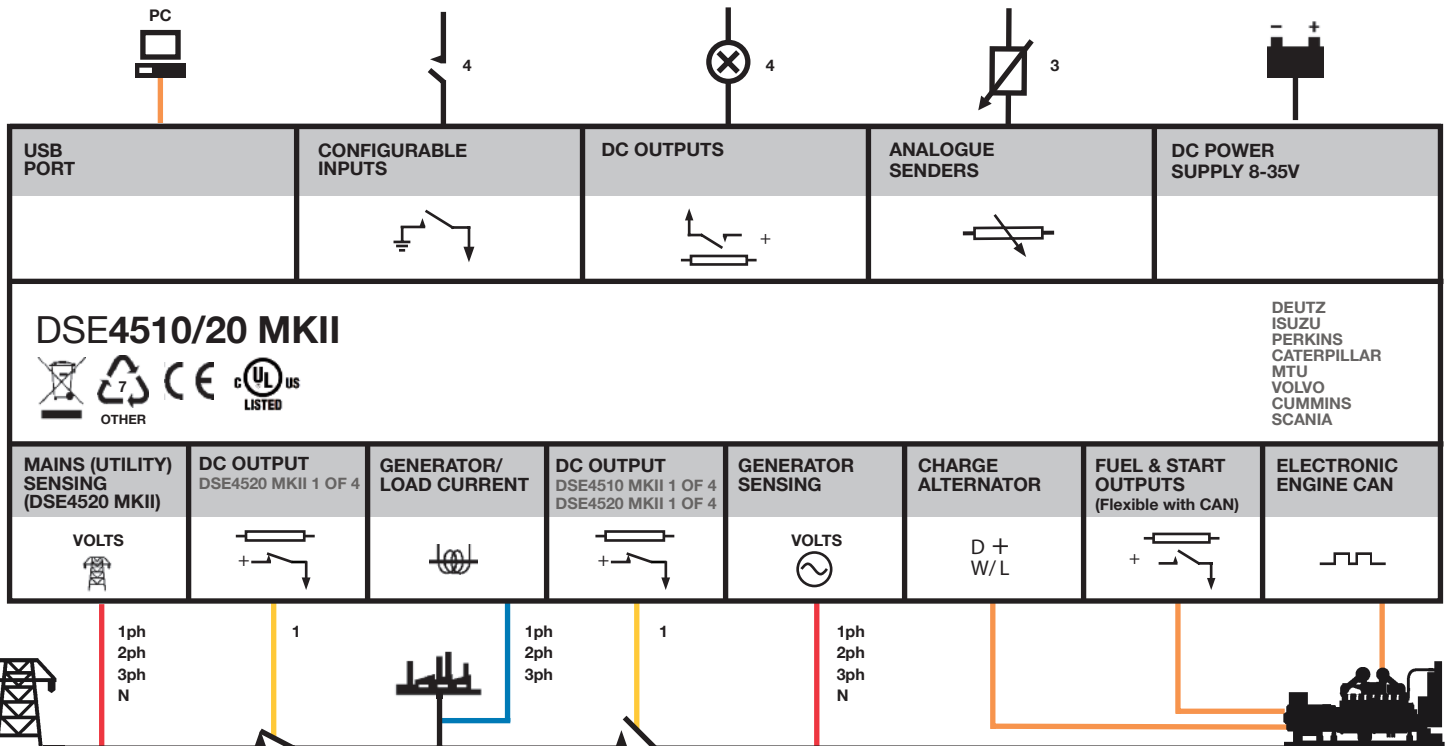 PC
4
4
3
- +
USB
PORT
CONFIGURABLE
INPUTS
DC OUTPUTS
ANALOGUE
SENDERS
DC POWER
SUPPLY 8-35V
+
DSE4510/20 MKII
7
OTHER
CE
C UL US
LISTED
DEUTZ
ISUZU
PERKINS
CATERPILLAR
MTU
VOLVO
CUMMINS
SCANIA
MAINS (UTILITY)
SENSING
(DSE4520 MKII)
VOLTS
DC OUTPUT
DSE4520 MKII 1 OF 4
+
GENERATOR/
LOAD CURRENT
DC OUTPUT
DSE4510 MKII 1 OF 4
DSE4520 MKII 1 OF 4
+
GENERATOR
SENSING
VOLTS
CHARGE
ALTERNATOR
D +
W/L
FUEL & START
OUTPUTS
(Flexible with CAN)
+
ELECTRONIC
ENGINE CAN
1ph
2ph
3ph
N
1
1ph
2ph
3ph
1
1ph
2ph
3ph
N